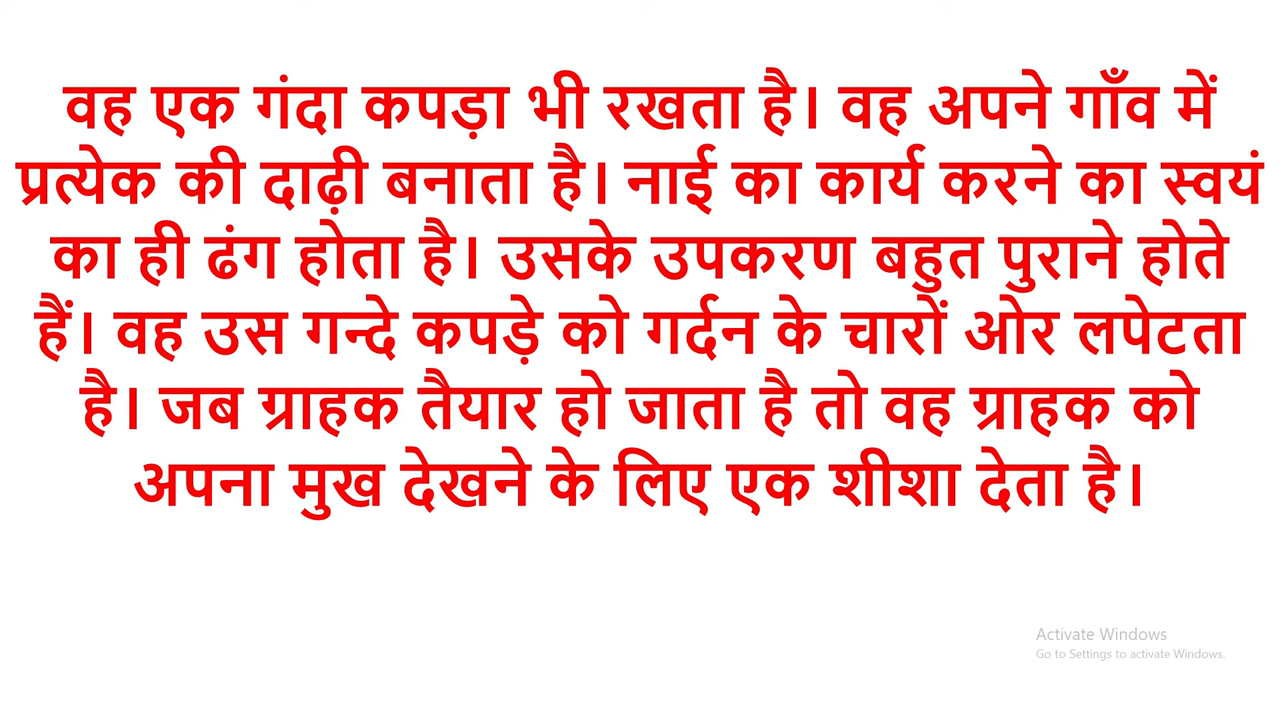 वह एक गंदा कपड़ा भी रखता है। वह अपने गाँव में
प्रत्येक की दाढ़ी बनाता है। नाई का कार्य करने का स्वयं
का ही ढंग होता है। उसके उपकरण बहुत पुराने होते
हैं। वह उस गन्दे कपड़े को गर्दन के चारों ओर लपेटता
है। जब ग्राहक तैयार हो जाता है तो वह ग्राहक को
अपना मुख देखने के लिए एक शीशा देता है।
Activate Windows
Go to Settings to activate Windows.